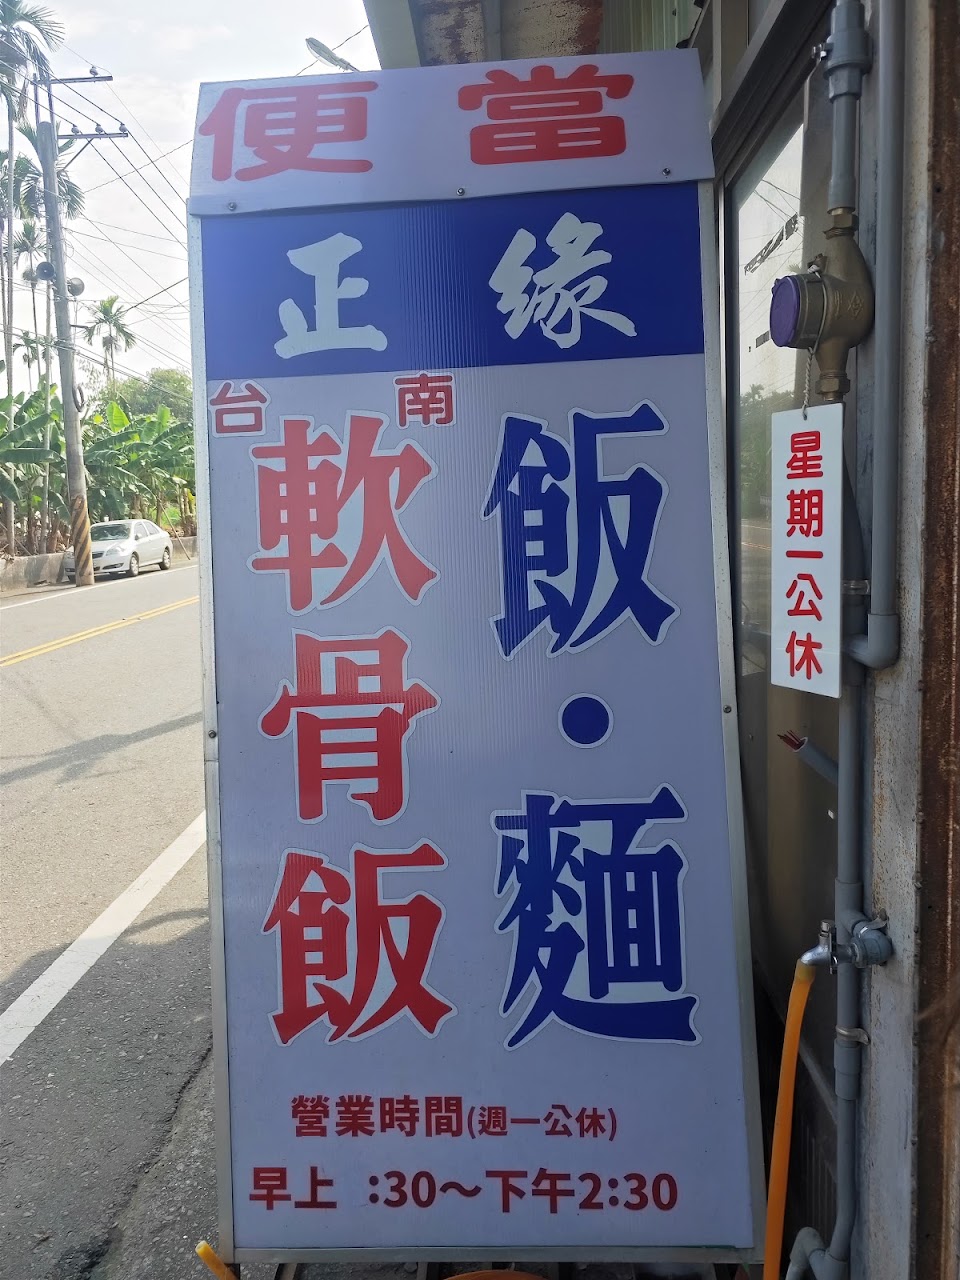 便當
正緣
台南
軟骨飯
飯・麵
營業時間(週一公休)
早上 :30~下午2:30
星期一公休